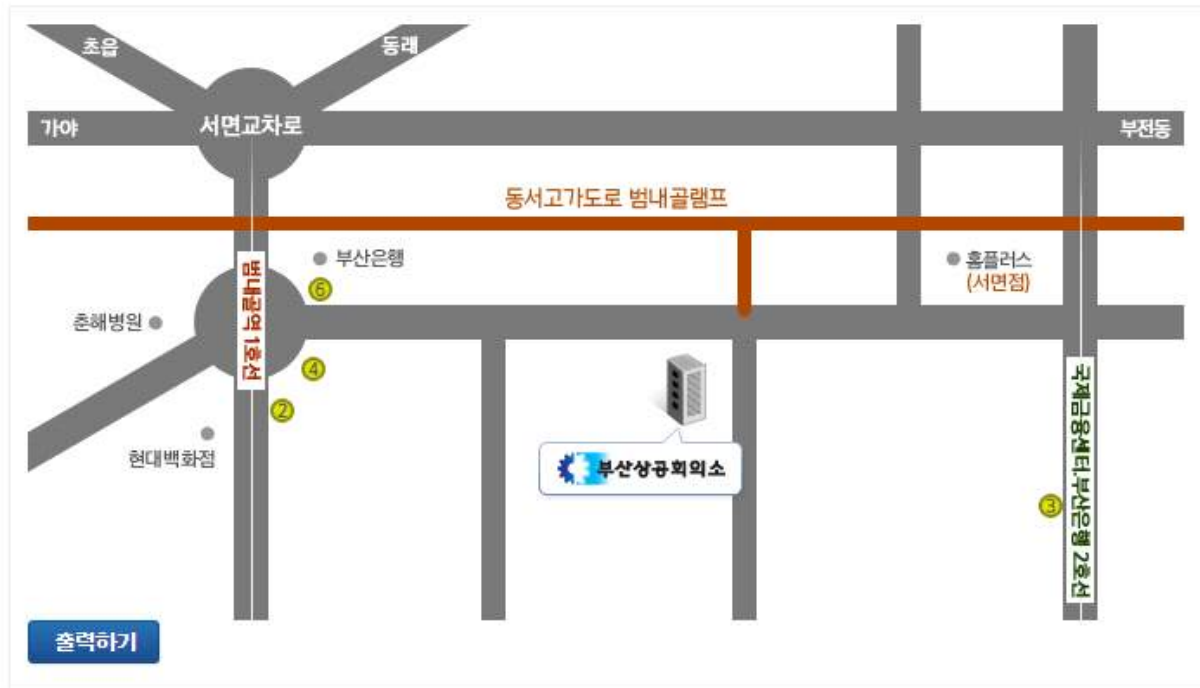 초읍
동래
가야
서면교차로
부전동
동서고가도로 범내골램프
부산은행
홈플러스
(서면점)
⑥
범내골역 1호선
춘해병원
④
②
현대백화점
부산상공회의소
국제금융센터.부산은행 2호선
③
출력하기